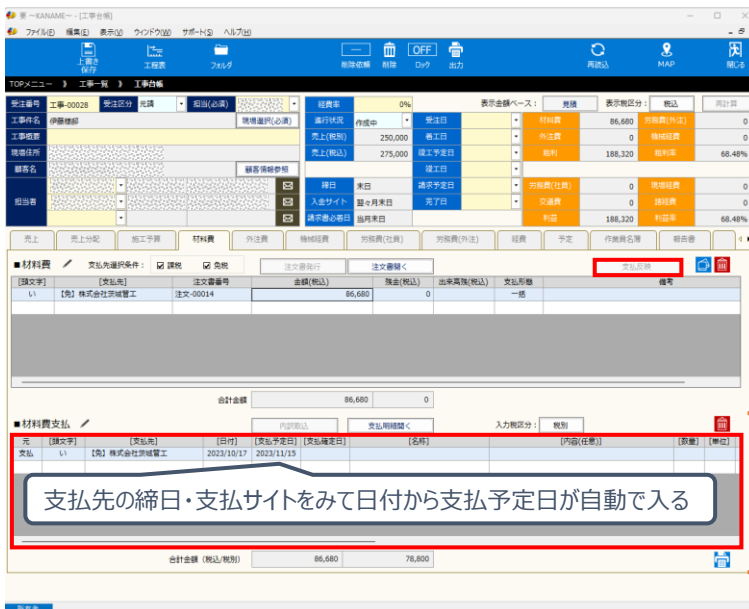 要 ～KANAME～ - [工事台帳]
ファイル(F) 編集(E) 表示(V) ウインドウ(W) サポート(S) ヘルプ(H)
上書き保存 工程表 フォルダ 削除依頼 削除 OFF ロック 出力 再読込 MAP 閉じる
TOPメニュー 》 工事一覧 》 工事台帳
受注番号 工事-00028 受注区分 元請 担当(必須) 経費率 0% 表示金額ベース： 見積 表示税区分： 税込 再計算
工事件名 伊藤様邸 現場選択(必須) 進行状況 作成中 受注日 材料費 86,680 労務費(外注) 0
工事概要 売上(税別) 250,000 着工日 外注費 0 機械経費 0
現場住所 売上(税込) 275,000 竣工予定日 粗利 188,320 粗利率 68.48%
顧客名 顧客情報参照 竣工日
担当者 締日 末日 請求予定日 労務費(社員) 0 現場経費 0
入金サイト 翌々月末日 完了日 交通費 0 諸経費 0
請求書必着日 当月末日 利益 188,320 利益率 68.48%
売上 売上分配 施工予算 材料費 外注費 機械経費 労務費(社員) 労務費(外注) 経費 予定 作業員名簿 報告書
■材料費 支払先選択条件： 課税 免税 注文書発行 注文書開く 支払反映
[頭文字] [支払先] 注文書番号 金額(税込) 残金(税込) 出来高残(税込) 支払形態 備考
い 【免】株式会社茨城管工 注文-00014 86,680 0 一括
合計金額 86,680 0
■材料費支払 内訳取込 支払明細開く 入力税区分： 税別
元 [頭文字] [支払先] [日付] [支払予定日] [支払確定日] [名称] [内容(任意)] [数量] [単位]
支払 い 【免】株式会社茨城管工 2023/10/17 2023/11/15
支払先の締日・支払サイトをみて日付から支払予定日が自動で入る
合計金額（税込/税別） 86,680 78,800